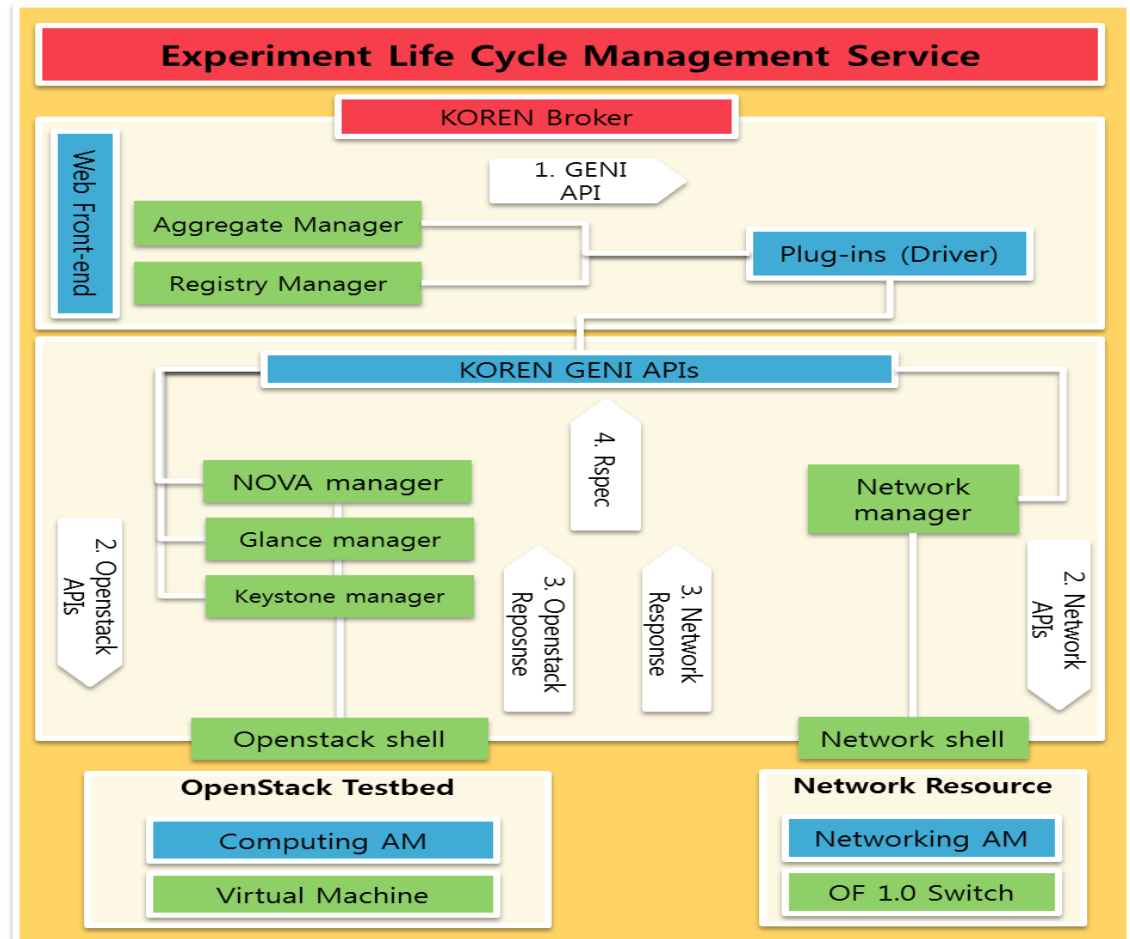 Experiment Life Cycle Management Service
KOREN Broker
Web Front-end
1. GENI
API
Aggregate Manager
Registry Manager
Plug-ins (Driver)
KOREN GENI APIs
4. Rspec
NOVA manager
Glance manager
Keystone manager
Network
manager
2. Openstack
APIs
3. Openstack
Reposnse
3. Network
Response
2. Network
APIs
Openstack shell
Network shell
OpenStack Testbed
Computing AM
Virtual Machine
Network Resource
Networking AM
OF 1.0 Switch